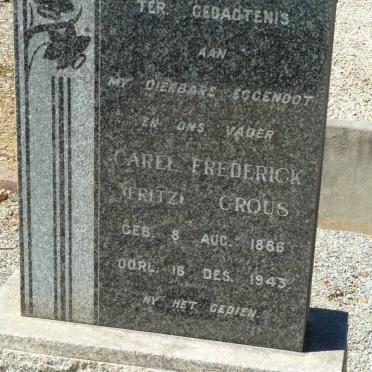 TER GEDAGTENIS
AAN
MY DIERBARE EGGENOOT
EN ONS VADER
CAREL FREDERICK
(FRITZ) CROUS
GEB. 8 AUG. 1866
OORL. 16 DES. 1943
HY HET GEDIEN